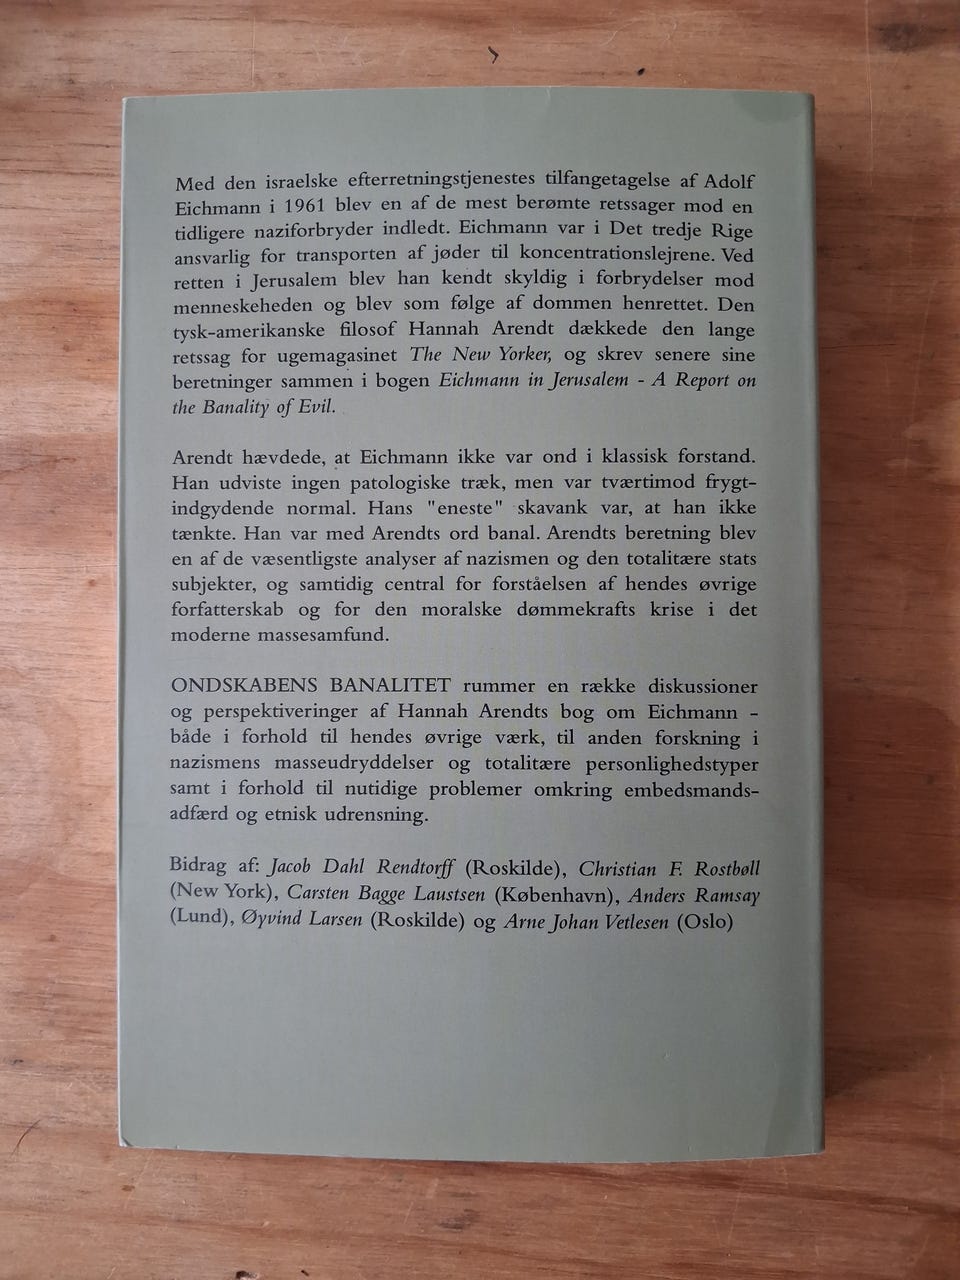 Med den israelske efterretningstjenestes tilfangetagelse af Adolf
Eichmann i 1961 blev en af de mest berømte retssager mod en
tidligere naziforbryder indledt. Eichmann var i Det tredje Rige
ansvarlig for transporten af jøder til koncentrationslejrene. Ved
retten i Jerusalem blev han kendt skyldig i forbrydelser mod
menneskeheden og blev som følge af dommen henrettet. Den
tysk-amerikanske filosof Hannah Arendt dækkede den lange
retssag for ugemagasinet The New Yorker, og skrev senere sine
beretninger sammen i bogen Eichmann in Jerusalem - A Report on
the Banality of Evil.
Arendt hævdede, at Eichmann ikke var ond i klassisk forstand.
Han udviste ingen patologiske træk, men var tværtimod frygt-
indgydende normal. Hans "eneste" skavank var, at han ikke
tænkte. Han var med Arendts ord banal. Arendts beretning blev
en af de væsentligste analyser af nazismen og den totalitære stats
subjekter, og samtidig central for forståelsen af hendes øvrige
forfatterskab og for den moralske dømmekrafts krise i det
moderne massesamfund.
ONDSKABENS BANALITET rummer en række diskussioner
og perspektiveringer af Hannah Arendts bog om Eichmann -
både i forhold til hendes øvrige værk, til anden forskning i
nazismens masseudryddelser og totalitære personlighedstyper
samt i forhold til nutidige problemer omkring embedsmands-
adfærd og etnisk udrensning.
Bidrag af: Jacob Dahl Rendtorff (Roskilde), Christian F. Rostbøll
(New York), Carsten Bagge Laustsen (København), Anders Ramsay
(Lund), Øyvind Larsen (Roskilde) og Arne Johan Vetlesen (Oslo)